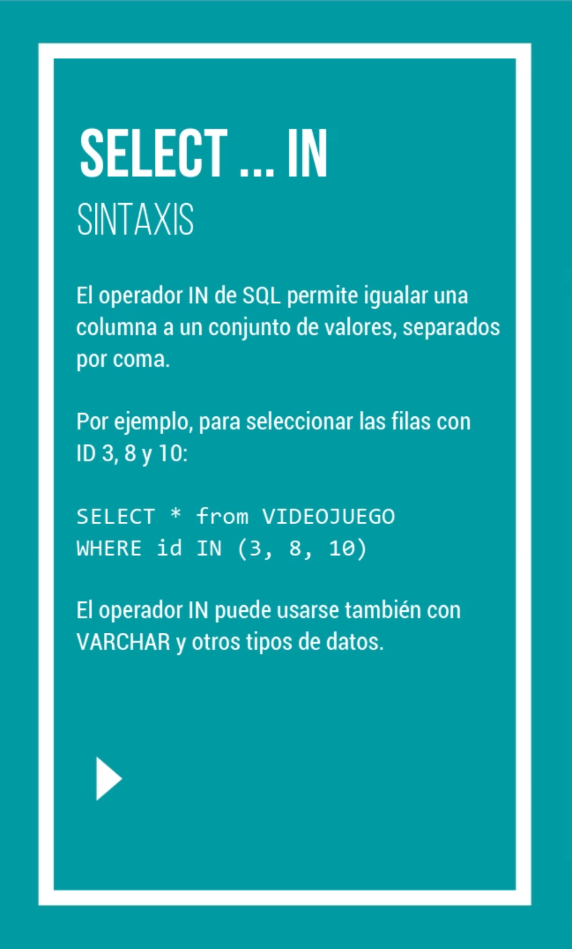 SELECT ... IN
SINTAXIS
El operador IN de SQL permite igualar una
columna a un conjunto de valores, separados
por coma.
Por ejemplo, para seleccionar las filas con
ID 3, 8 y 10:
SELECT * from VIDEOJUEGO
WHERE id IN (3, 8, 10)
El operador IN puede usarse también con
VARCHAR y otros tipos de datos.